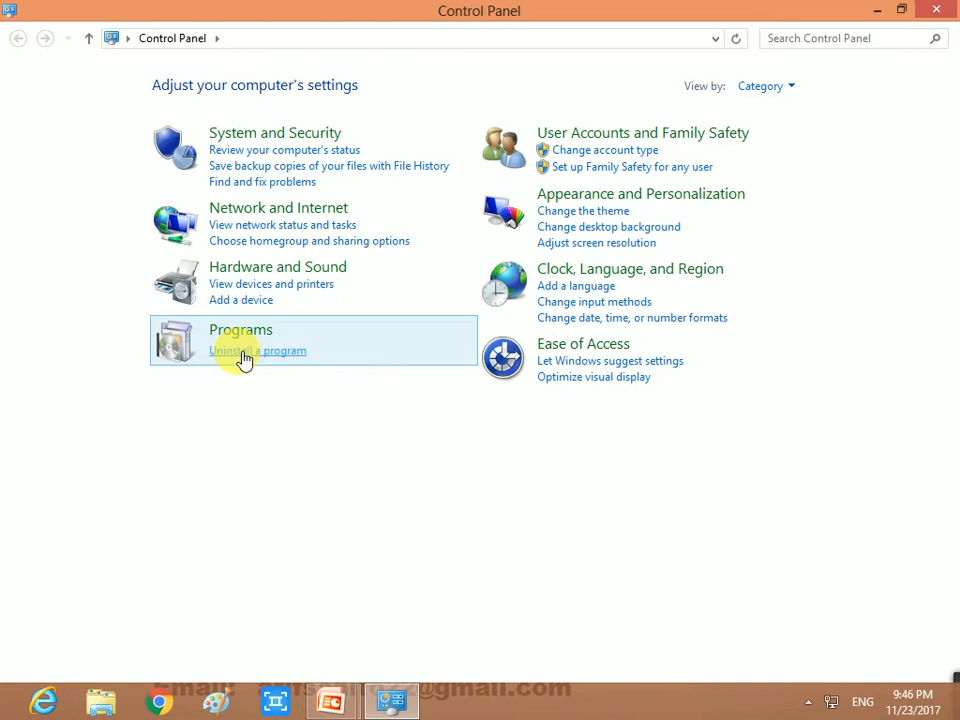 Control Panel
Control Panel
Search Control Panel
Adjust your computer's settings
View by: Category
System and Security
Review your computer's status
Save backup copies of your files with File History
Find and fix problems
Network and Internet
View network status and tasks
Choose homegroup and sharing options
Hardware and Sound
View devices and printers
Add a device
Programs
Uninstall a program
User Accounts and Family Safety
Change account type
Set up Family Safety for any user
Appearance and Personalization
Change the theme
Change desktop background
Adjust screen resolution
Clock, Language, and Region
Add a language
Change input methods
Change date, time, or number formats
Ease of Access
Let Windows suggest settings
Optimize visual display
ENG
9:46 PM
11/23/2017